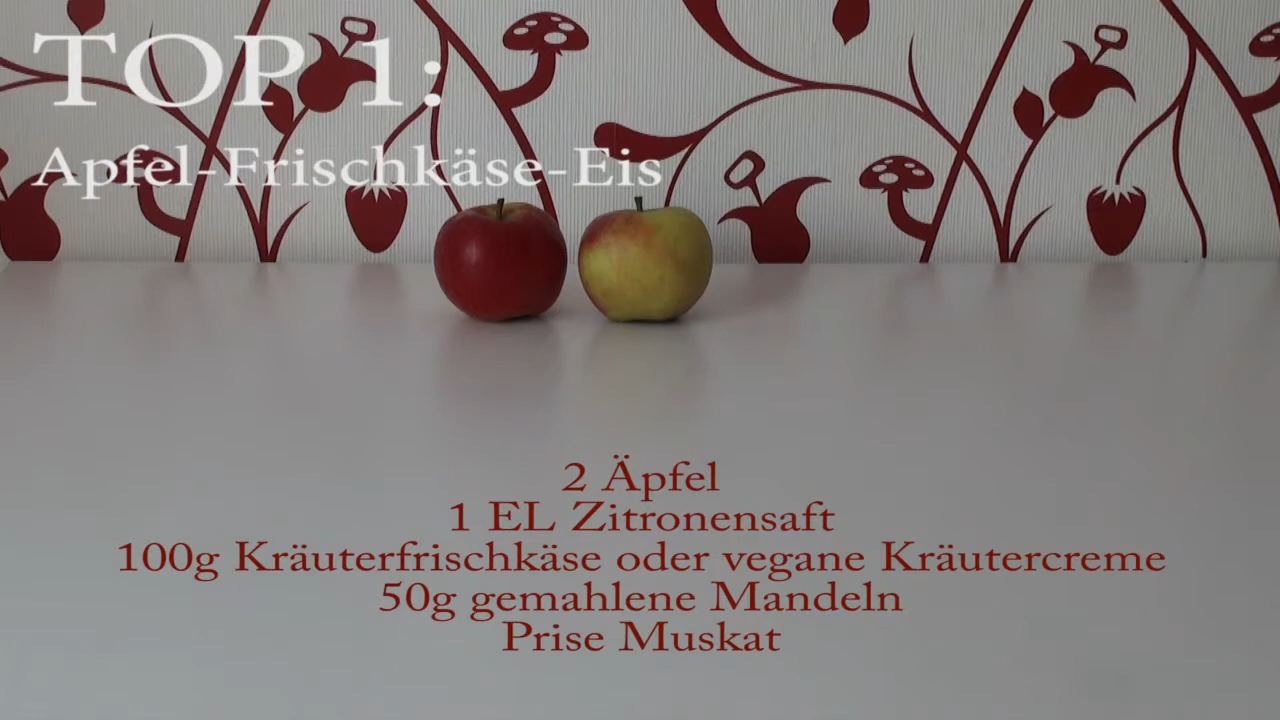 TOP 1:
Apfel-Frischkäse-Eis
2 Äpfel
1 EL Zitronensaft
100g Kräuterfrischkäse oder vegane Kräutercreme
50g gemahlene Mandeln
Prise Muskat